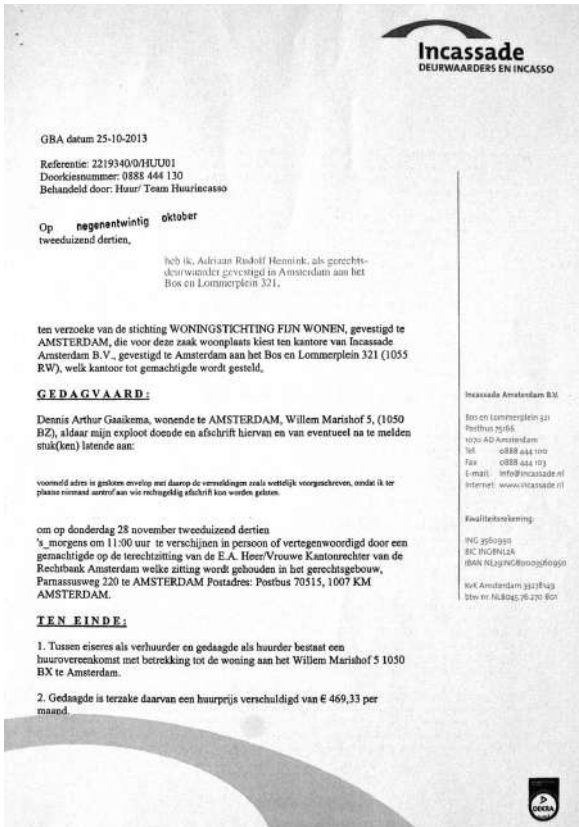 Incassade
DEURWAARDERS EN INCASSO
GBA datum 25-10-2013
Referentie: 2219340/0/HUU01
Doorkiesnummer: 0888 444 130
Behandeld door: Huur/ Team Huurincasso
Op negenentwintig oktober
tweeduizend dertien,
heb ik, Adriaan Rudolf Hennink, als gerechts-
deurwaarder gevestigd in Amsterdam aan het
Bos en Lommerplein 321,
ten verzoeke van de stichting WONINGSTICHTING FIJN WONEN, gevestigd te
AMSTERDAM, die voor deze zaak woonplaats kiest ten kantore van Incassade
Amsterdam B.V., gevestigd te Amsterdam aan het Bos en Lommerplein 321 (1055
RW), welk kantoor tot gemachtigde wordt gesteld,
GEDAGVAARD:
Dennis Arthur Gaaikema, wonende te AMSTERDAM, Willem Marishof 5, (1050
BZ), aldaar mijn exploot doende en afschrift hiervan en van eventueel na te melden
stuk(ken) latende aan:
voormeld adres in gesloten envelop met daarop de vermeldingen zoals wettelijk voorgeschreven, omdat ik ter
plaatse niemand aantrof aan wie rechtsgeldig afschrift kon worden gelaten.
om op donderdag 28 november tweeduizend dertien
's_morgens om 11:00 uur te verschijnen in persoon of vertegenwoordigd door een
gemachtigde op de terechtzitting van de E.A. Heer/Vrouwe Kantonrechter van de
Rechtbank Amsterdam welke zitting wordt gehouden in het gerechtsgebouw,
Parnassusweg 220 te AMSTERDAM Postadres: Postbus 70515, 1007 KM
AMSTERDAM.
TEN EINDE:
1. Tussen eiseres als verhuurder en gedaagde als huurder bestaat een
huurovereenkomst met betrekking tot de woning aan het Willem Marishof 5 1050
BX te Amsterdam.
2. Gedaagde is terzake daarvan een huurprijs verschuldigd van € 469,33 per
maand.
Incassade Amsterdam B.V.
Bos en Lommerplein 321
Postbus 75166
1070 AD Amsterdam
Tel. 0888 444 100
Fax 0888 444 103
E-mail: info@incassade.nl
Internet: www.incassade.nl
Kwaliteitsrekening:
ING 3560950
BIC INGBNL2A
IBAN NL29INGB0003560950
KvK Amsterdam 33278149
btw nr. NL8045.76.270 B01
DEKRA